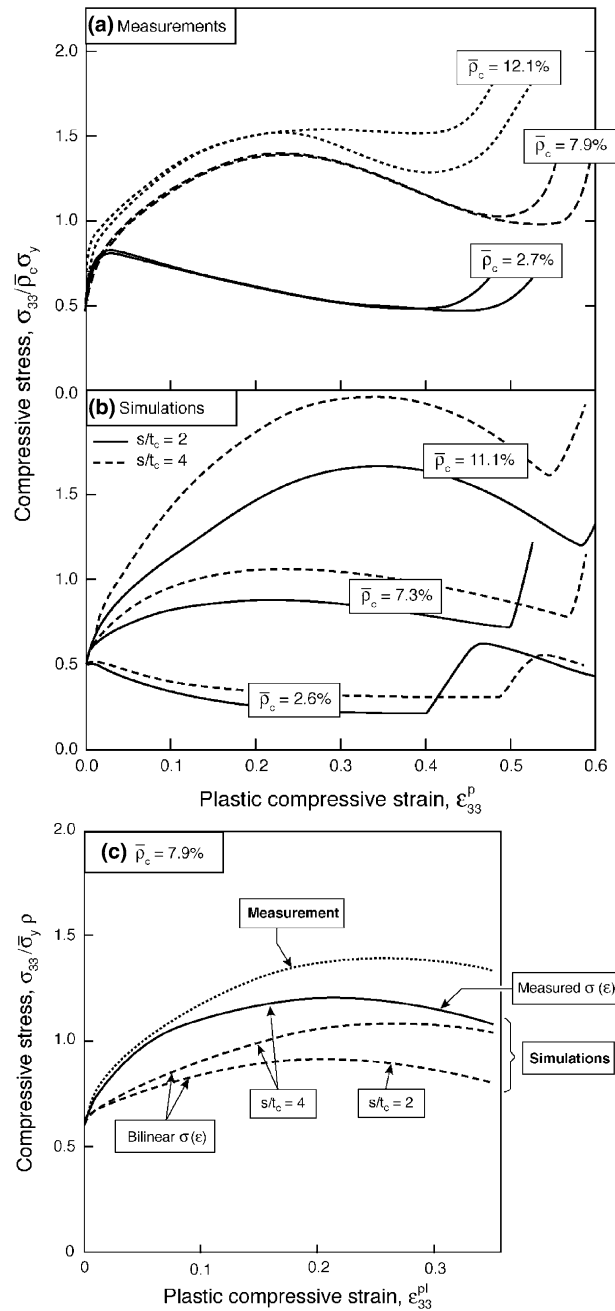 (a) Measurements
2.0
1.5
1.0
0.5
0.0
ρ̄c = 12.1%
ρ̄c = 7.9%
ρ̄c = 2.7%
Compressive stress, σ33/ρ̄cσy
(b) Simulations
s/tc = 2
s/tc = 4
1.5
1.0
0.5
0.0
ρ̄c = 11.1%
ρ̄c = 7.3%
ρ̄c = 2.6%
0.0 0.1 0.2 0.3 0.4 0.5 0.6
Plastic compressive strain, ε33^p
(c) ρ̄c = 7.9%
2.0
1.5
1.0
0.5
0
Compressive stress, σ33/σ̄y ρ
Measurement
Measured σ (ε)
Simulations
s/tc = 4
s/tc = 2
Bilinear σ(ε)
0 0.1 0.2 0.3
Plastic compressive strain, ε33^pl